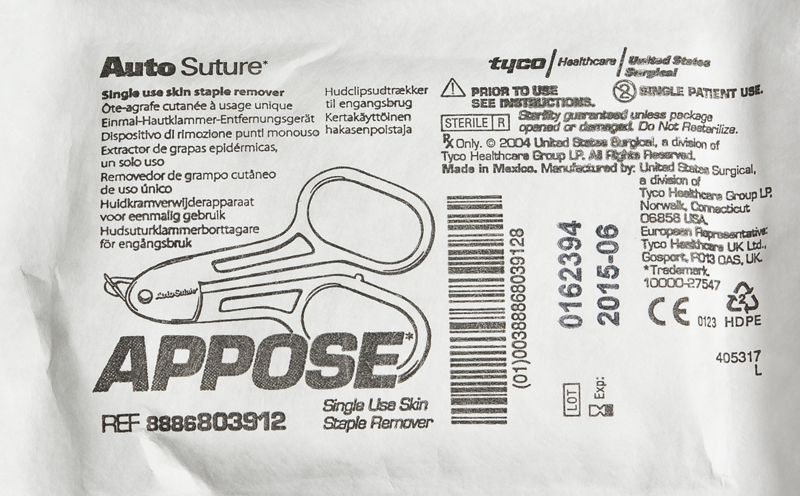 Auto Suture*
Single use skin staple remover
Ôte-agrafe cutanée à usage unique
Einmal-Hautklammer-Entfernungsgerät
Dispositivo di rimozione punti monouso
Extractor de grapas epidérmicas,
un solo uso
Removedor de grampo cutâneo
de uso único
Huidkramverwijderapparaat
voor eenmalig gebruik
Hudsuturklammerborttagare
för engångsbruk
Hudclipsudtrækker
til engangsbrug
Kertakäyttöinen
hakasenpoistaja
AutoSuture*
APPOSE*
REF 8886803912
Single Use Skin
Staple Remover
tyco / Healthcare / United States
Surgical
PRIOR TO USE
SEE INSTRUCTIONS.
2 SINGLE PATIENT USE.
STERILE R Sterility guaranteed unless package
opened or damaged. Do Not Resterilize.
℞ Only. © 2004 United States Surgical, a division of
Tyco Healthcare Group LP. All Rights Reserved.
Made in Mexico. Manufactured by: United States Surgical,
a division of
Tyco Healthcare Group LP,
Norwalk, Connecticut
06856 USA.
European Representative:
Tyco Healthcare UK Ltd.,
Gosport, PO13 0AS, UK.
*Trademark.
10000-27547
CE 0123
2 HDPE
405317
L
(01)00388868039128
LOT 0162394
Exp: 2015-06